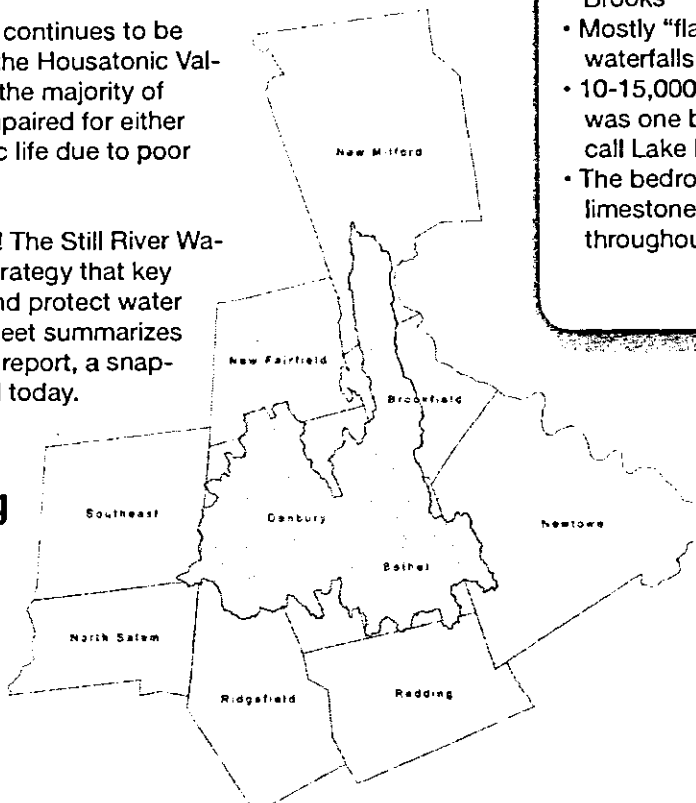 continues to be
the Housatonic Val-
the majority of
paired for either
c life due to poor
! The Still River Wa-
rategy that key
nd protect water
eet summarizes
report, a snap-
today.
g
Brooks
• Mostly “fla
waterfalls
• 10-15,000
was one b
call Lake
• The bedro
limestone
throughou
New Milford
New Fairfield
Brookfield
Southeast
Danbury
Newtown
Bethel
North Salem
Ridgefield
Redding